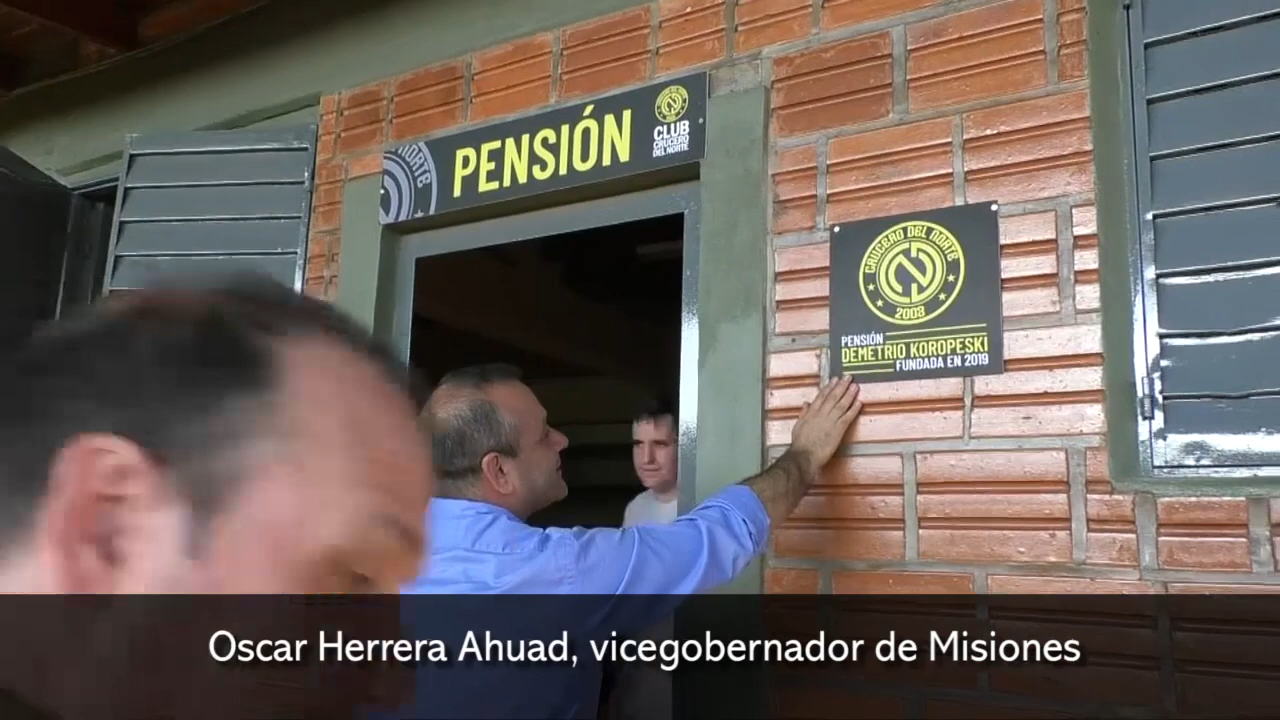 PENSIÓN
CLUB
CRUCERO
DEL NORTE
NORTE
CRUCERO DEL NORTE
2003
PENSIÓN
DEMETRIO KOROPESKI
FUNDADA EN 2019
Oscar Herrera Ahuad, vicegobernador de Misiones